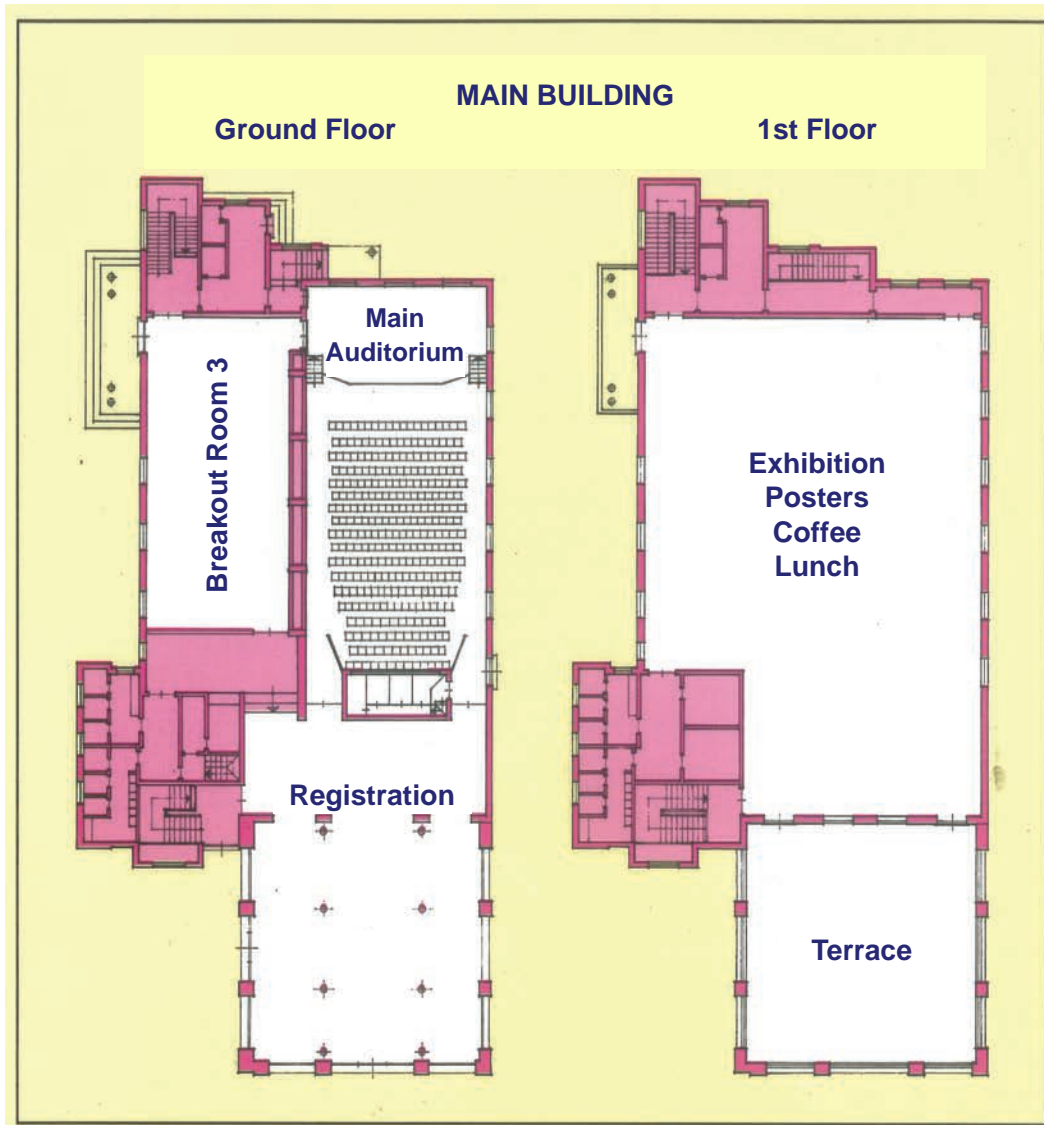 MAIN BUILDING
Ground Floor
1st Floor
Main
Auditorium
Breakout Room 3
Registration
Exhibition
Posters
Coffee
Lunch
Terrace